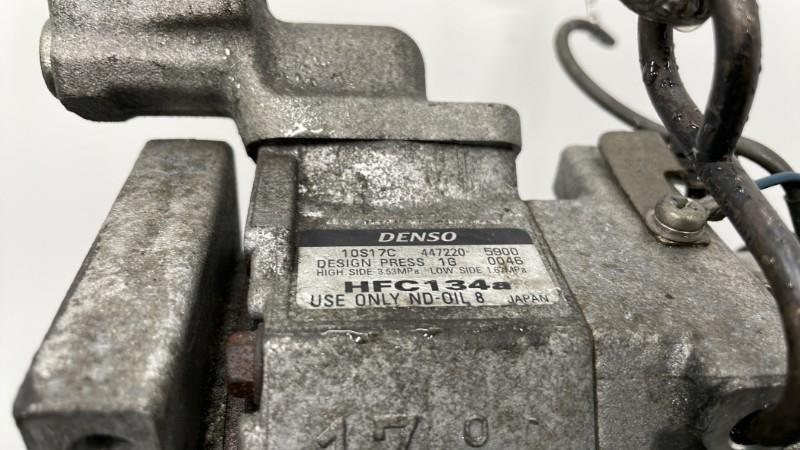 DENSO
10S17C 447220 5900
DESIGN PRESS 1G 0046
HIGH SIDE 3.53MPa LOW SIDE 1.67MPa
HFC134a
USE ONLY ND-OIL 8 JAPAN
17